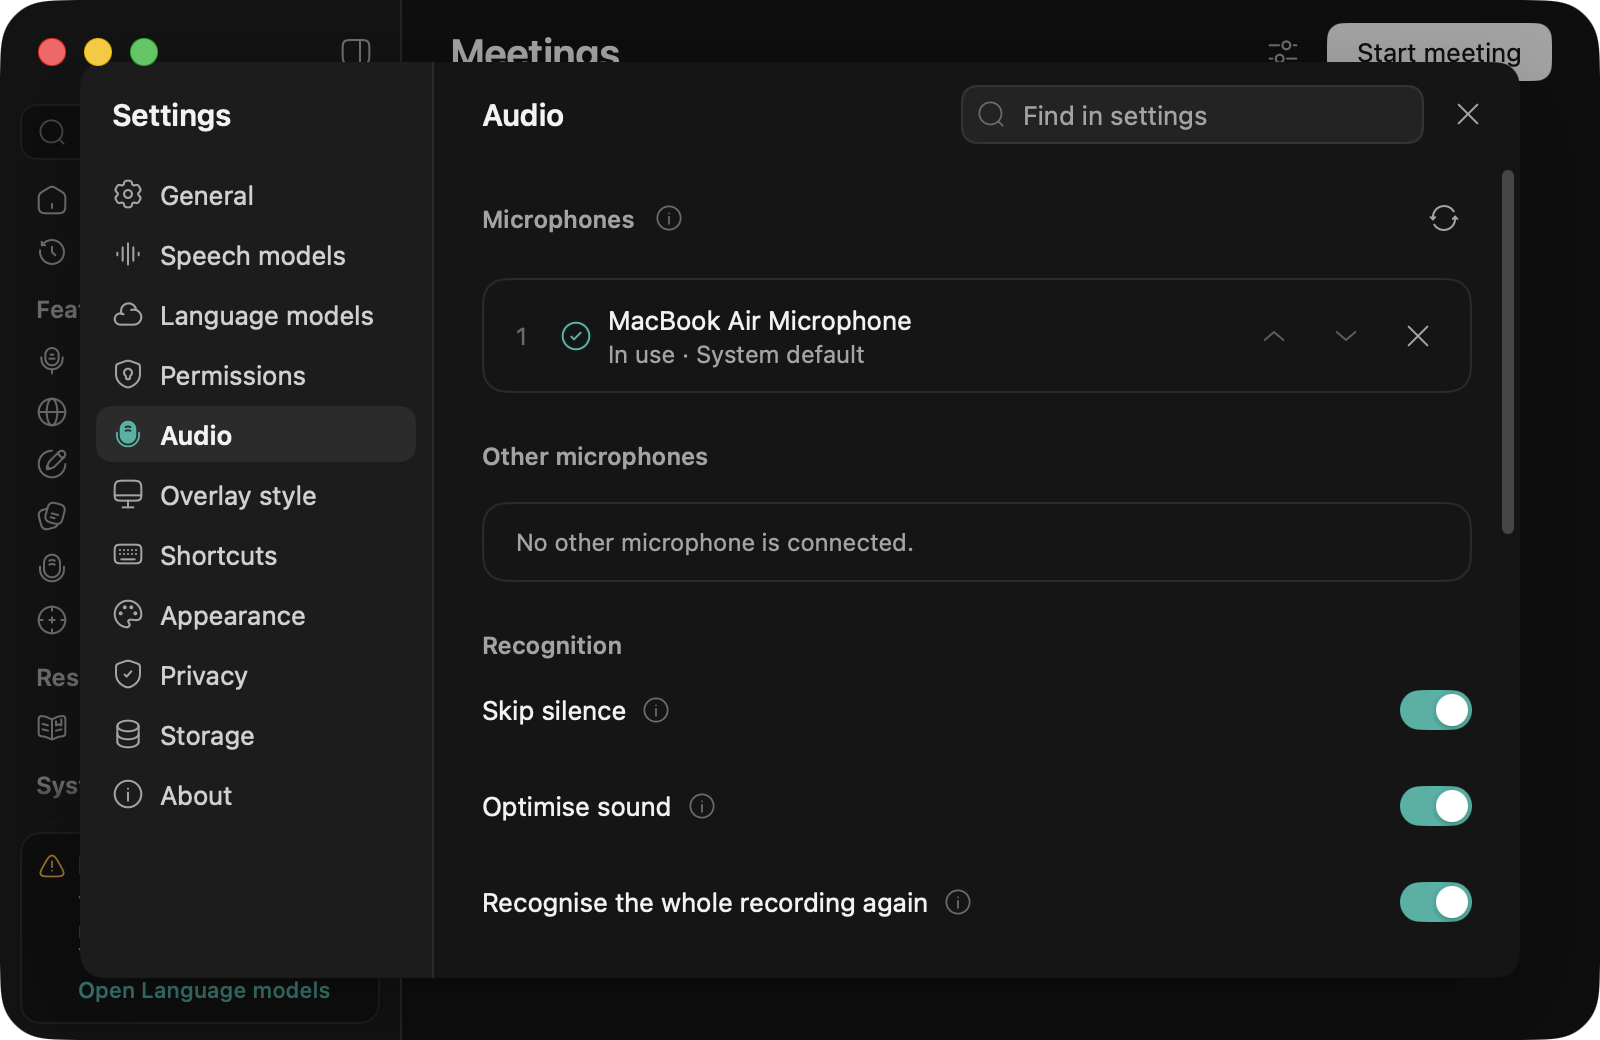 Meetings
Start meeting
Settings
Audio
Find in settings
General
Speech models
Language models
Permissions
Audio
Overlay style
Shortcuts
Appearance
Privacy
Storage
About
Microphones
1
MacBook Air Microphone
In use · System default
Other microphones
No other microphone is connected.
Recognition
Skip silence
Optimise sound
Recognise the whole recording again
Open Language models